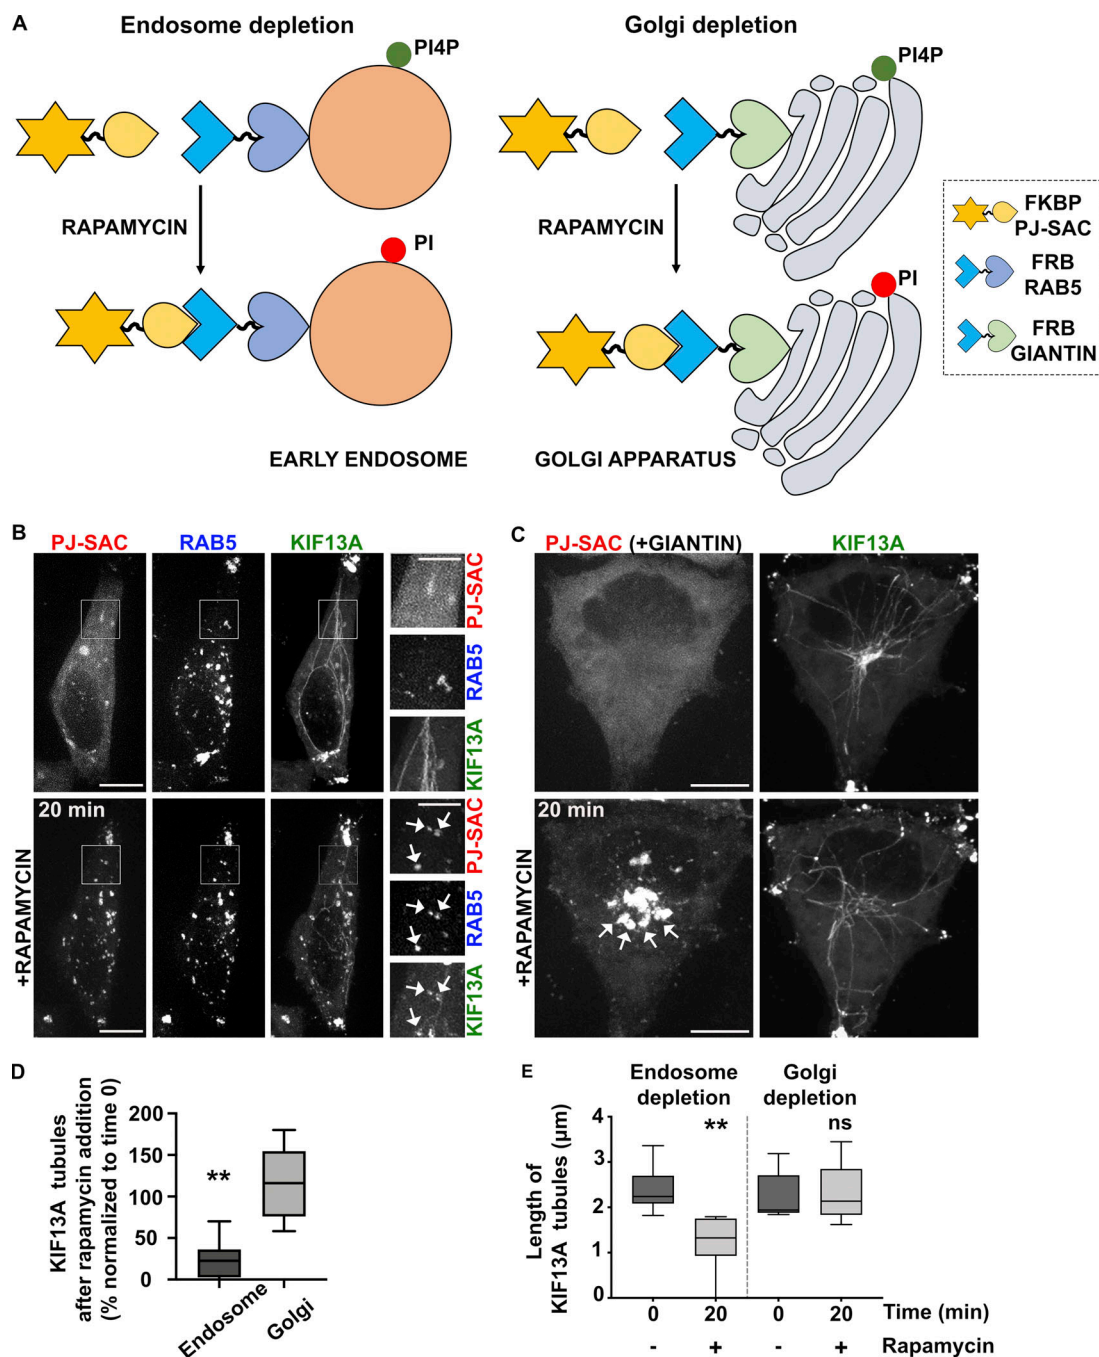 A
Endosome depletion
Golgi depletion
PI4P
PI4P
RAPAMYCIN
RAPAMYCIN
PI
PI
EARLY ENDOSOME
GOLGI APPARATUS
FKBP
PJ-SAC
FRB
RAB5
FRB
GIANTIN
B
PJ-SAC
RAB5
KIF13A
PJ-SAC
RAB5
KIF13A
20 min
+RAPAMYCIN
PJ-SAC
RAB5
KIF13A
C
PJ-SAC (+GIANTIN)
KIF13A
20 min
+RAPAMYCIN
D
KIF13A tubules
after rapamycin addition
(% normalized to time 0)
200
150
100
50
0
**
Endosome
Golgi
E
Endosome
depletion
Golgi
depletion
Length of
KIF13A tubules (µm)
4
3
2
1
0
**
ns
0 20 0 20 Time (min)
- + - + Rapamycin